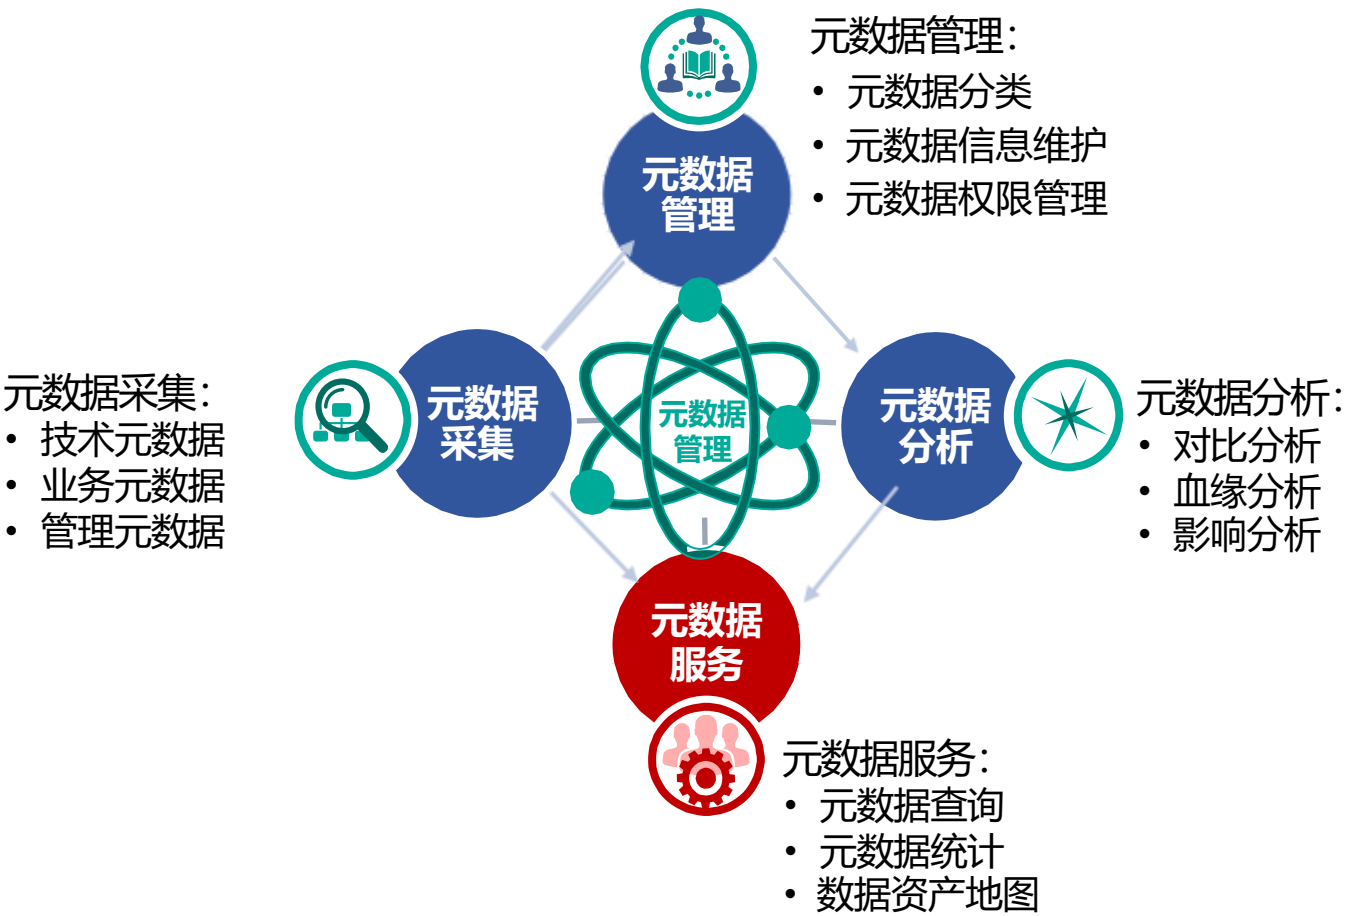 元数据管理：
• 元数据分类
• 元数据信息维护
• 元数据权限管理
元数据
管理
元数据采集：
• 技术元数据
• 业务元数据
• 管理元数据
元数据
采集
元数据
管理
元数据
分析
元数据分析：
• 对比分析
• 血缘分析
• 影响分析
元数据
服务
元数据服务：
• 元数据查询
• 元数据统计
• 数据资产地图